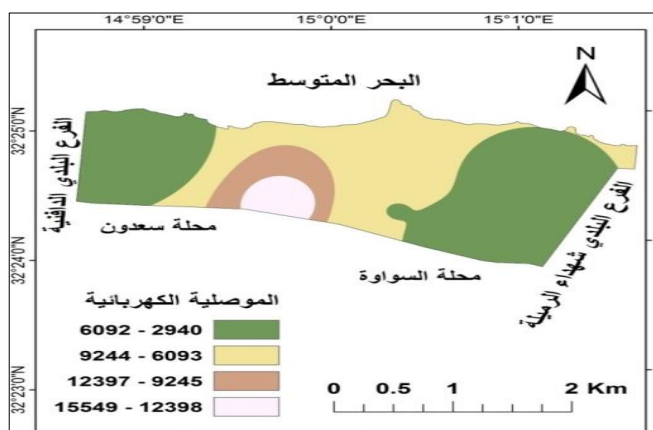 14°59'0"E 15°0'0"E 15°1'0"E
N
البحر المتوسط
32°25'0"N
32°24'0"N
32°23'0"N
الفرع البلدي الدافنية
محلة سعدون
محلة السواوة
الفرع البلدي شهداء الرميلة
الموصلية الكهربائية
6092 - 2940
9244 - 6093
12397 - 9245
15549 - 12398
0 0.5 1 2 Km